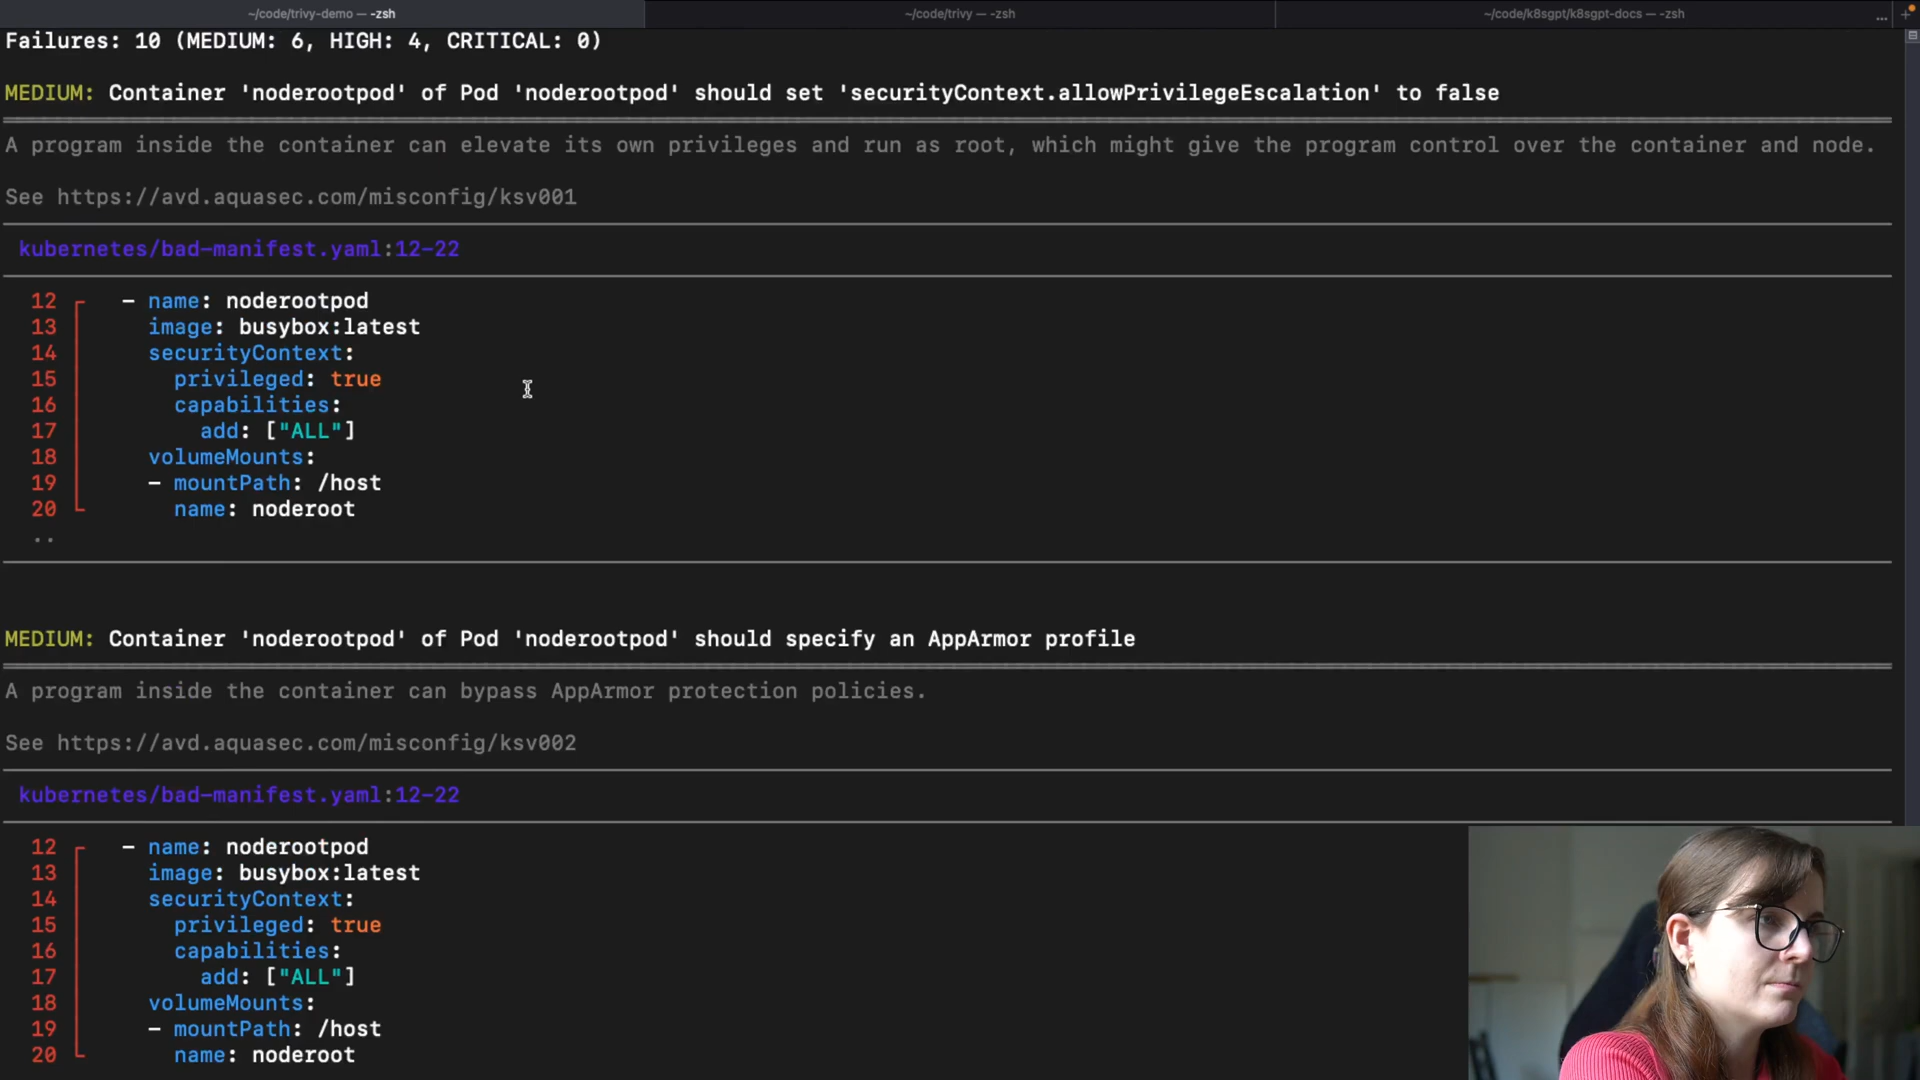 ~/code/trivy-demo — -zsh
~/code/trivy — -zsh
~/code/k8sgpt/k8sgpt-docs — -zsh
...
+
Failures: 10 (MEDIUM: 6, HIGH: 4, CRITICAL: 0)
MEDIUM: Container 'noderootpod' of Pod 'noderootpod' should set 'securityContext.allowPrivilegeEscalation' to false
A program inside the container can elevate its own privileges and run as root, which might give the program control over the container and node.
See https://avd.aquasec.com/misconfig/ksv001
kubernetes/bad-manifest.yaml:12-22
12 - name: noderootpod
13 image: busybox:latest
14 securityContext:
15 privileged: true
16 capabilities:
17 add: ["ALL"]
18 volumeMounts:
19 - mountPath: /host
20 name: noderoot
..
MEDIUM: Container 'noderootpod' of Pod 'noderootpod' should specify an AppArmor profile
A program inside the container can bypass AppArmor protection policies.
See https://avd.aquasec.com/misconfig/ksv002
kubernetes/bad-manifest.yaml:12-22
12 - name: noderootpod
13 image: busybox:latest
14 securityContext:
15 privileged: true
16 capabilities:
17 add: ["ALL"]
18 volumeMounts:
19 - mountPath: /host
20 name: noderoot